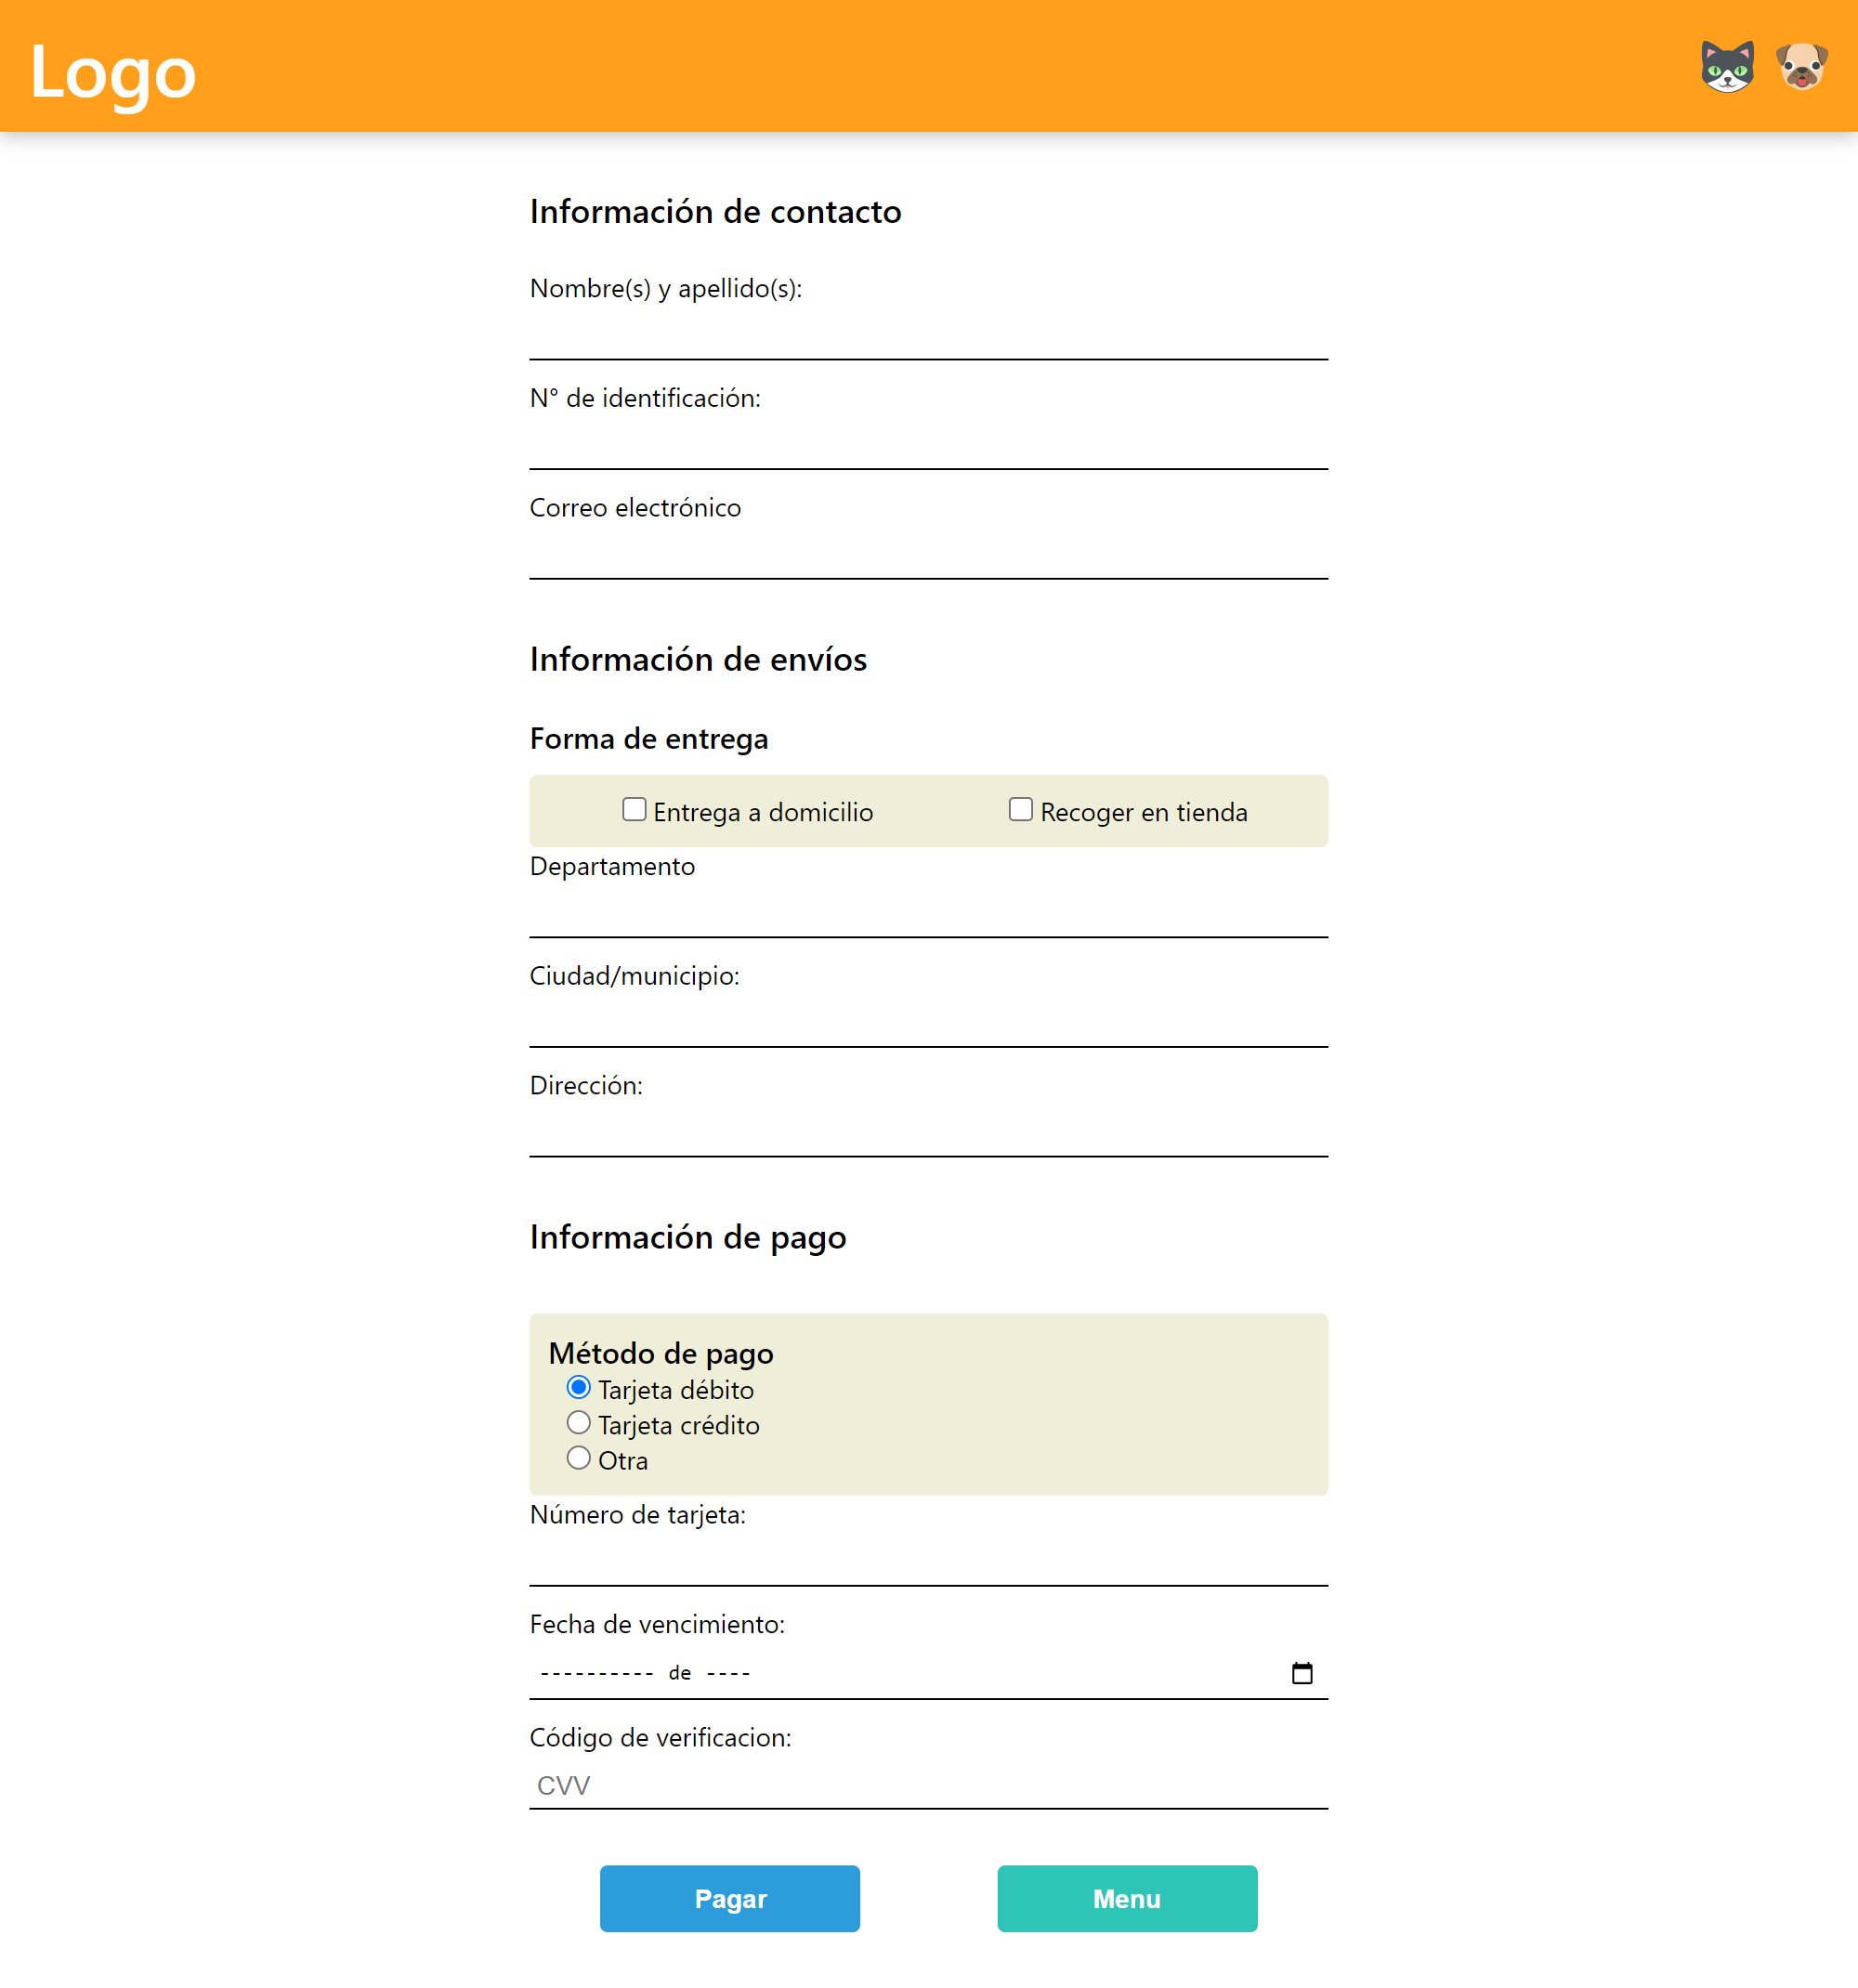 Logo
Información de contacto
Nombre(s) y apellido(s):
N° de identificación:
Correo electrónico
Información de envíos
Forma de entrega
Entrega a domicilio Recoger en tienda
Departamento
Ciudad/municipio:
Dirección:
Información de pago
Método de pago
Tarjeta débito
Tarjeta crédito
Otra
Número de tarjeta:
Fecha de vencimiento:
---------- de ----
Código de verificacion:
CVV
Pagar Menu